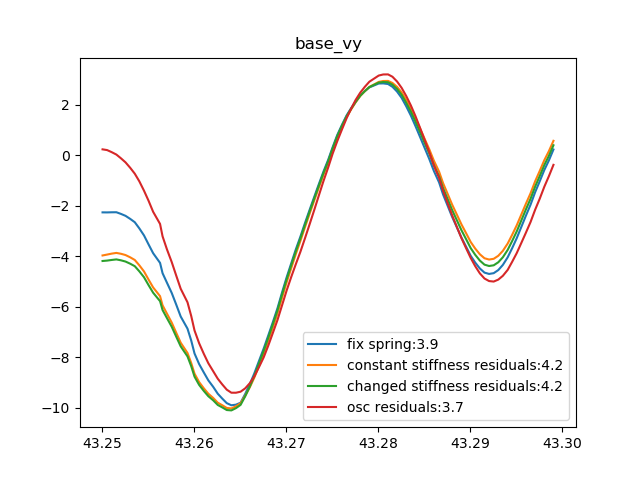 base_vy
2
0
−2
−4
−6
−8
−10
fix spring:3.9
constant stiffness residuals:4.2
changed stiffness residuals:4.2
osc residuals:3.7
43.25 43.26 43.27 43.28 43.29 43.30